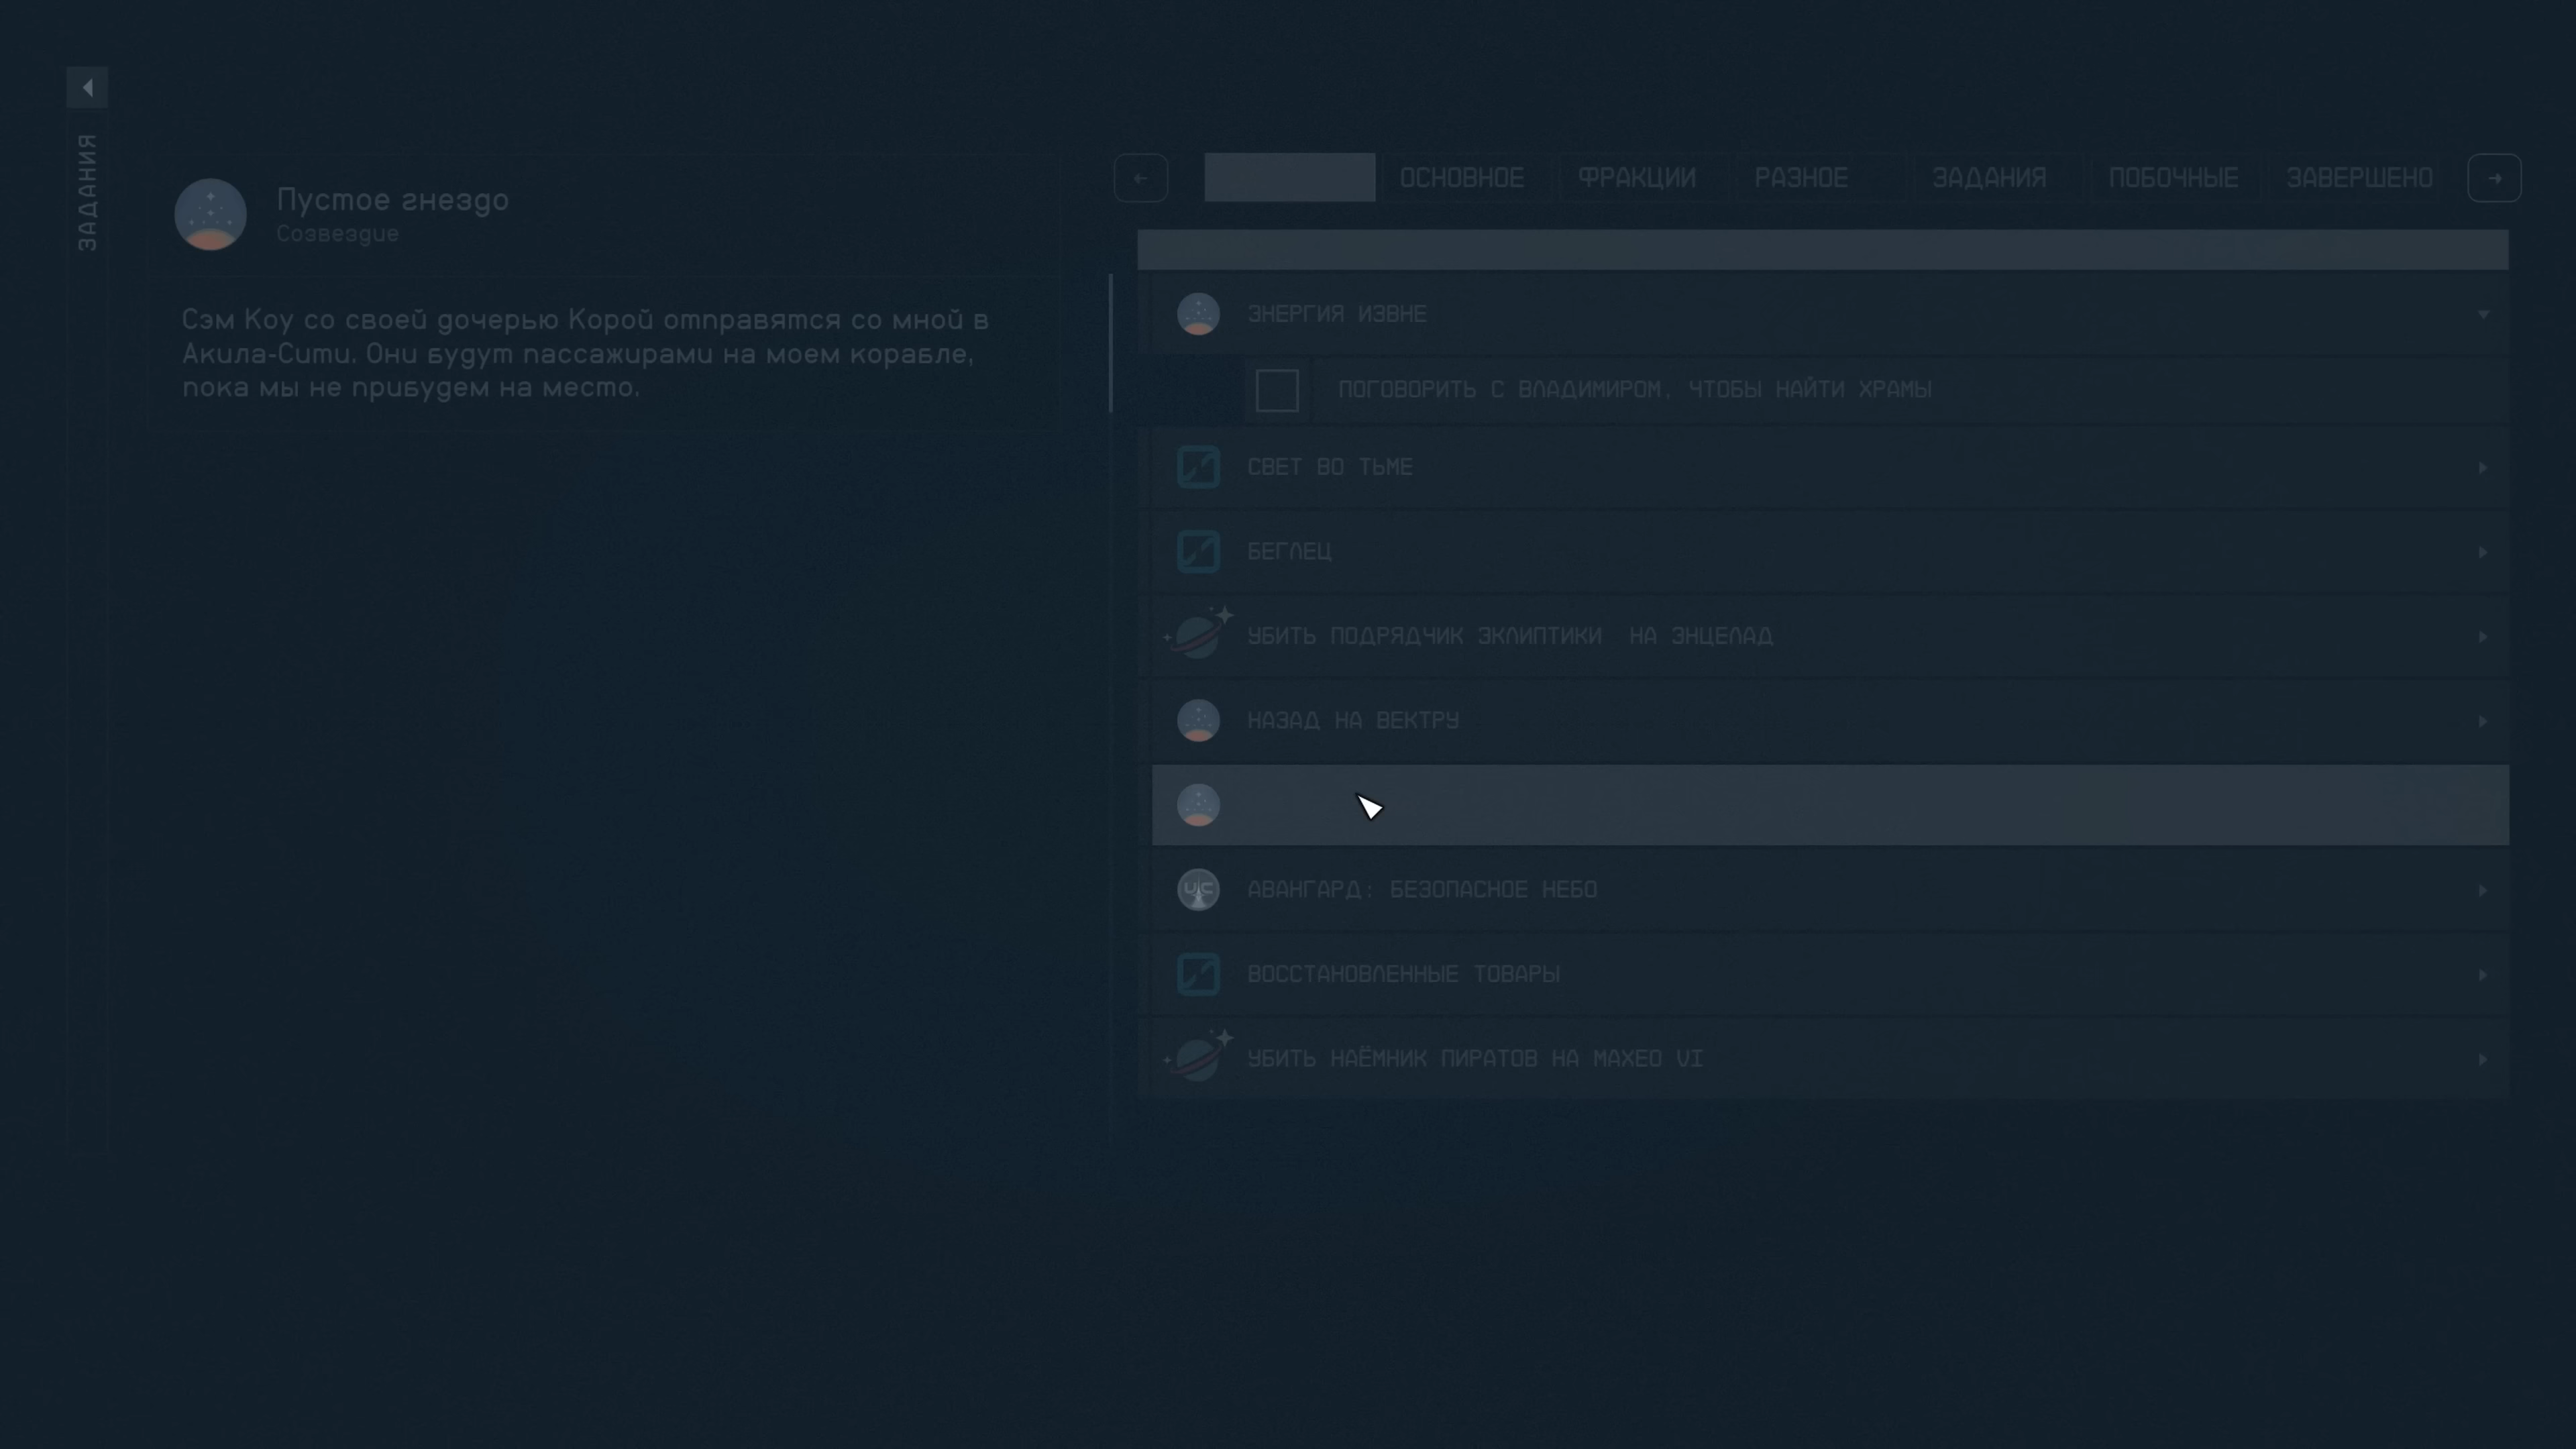 ЗАДАНИЯ
Пустое гнездо
Созвездие
Сэм Коу со своей дочерью Корой отправятся со мной в
Акила-Сити. Они будут пассажирами на моем корабле,
пока мы не прибудем на место.
ОСНОВНОЕ ФРАКЦИИ РАЗНОЕ ЗАДАНИЯ ПОБОЧНЫЕ ЗАВЕРШЕНО
ЭНЕРГИЯ ИЗВНЕ
ПОГОВОРИТЬ С ВЛАДИМИРОМ, ЧТОБЫ НАЙТИ ХРАМЫ
СВЕТ ВО ТЬМЕ
БЕГЛЕЦ
УБИТЬ ПОДРЯДЧИК ЭКЛИПТИКИ НА ЭНЦЕЛАД
НАЗАД НА ВЕКТРУ
UC
АВАНГАРД: БЕЗОПАСНОЕ НЕБО
ВОССТАНОВЛЕННЫЕ ТОВАРЫ
УБИТЬ НАЁМНИК ПИРАТОВ НА МАХЕО VI